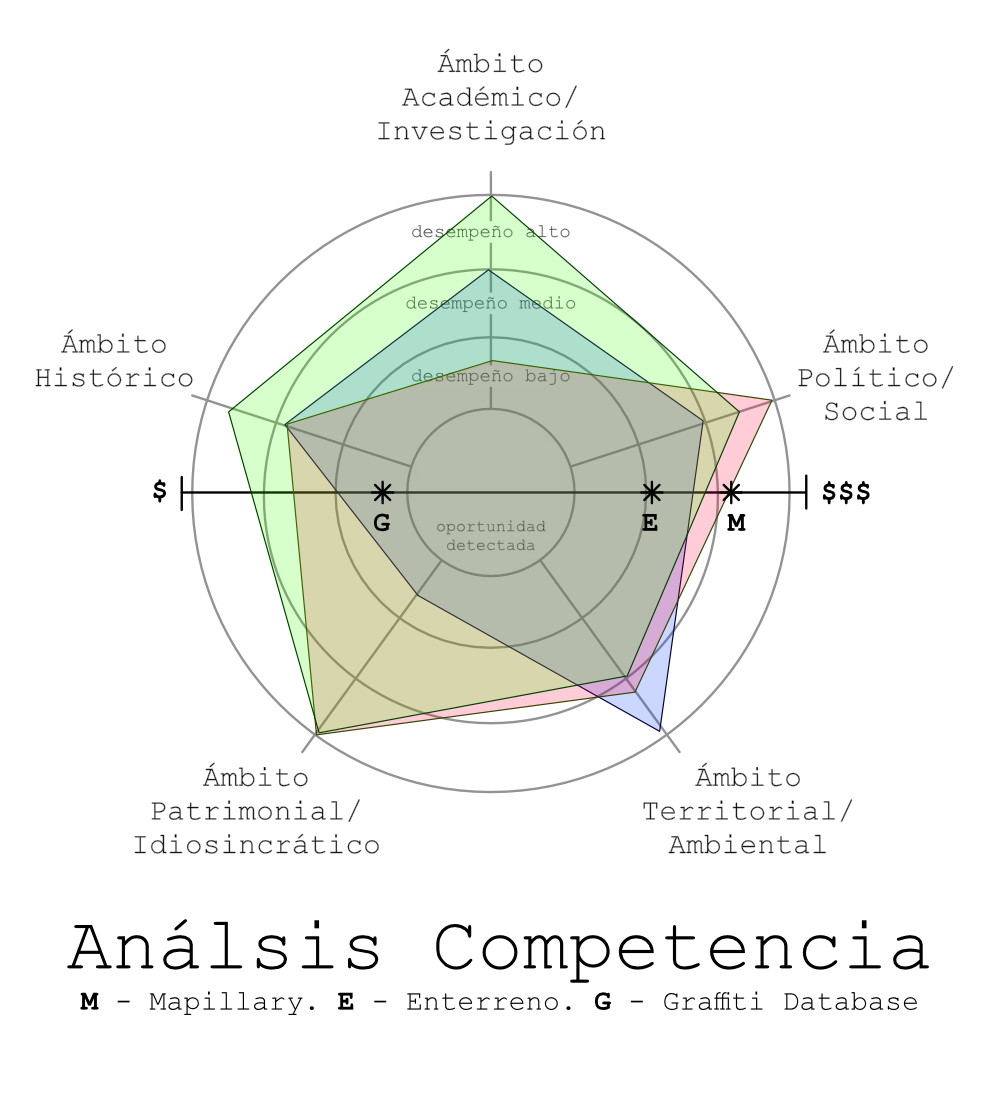 Ámbito
Académico/
Investigación
desempeño alto
desempeño medio
desempeño bajo
Ámbito
Histórico
Ámbito
Político/
Social
$
$$$
G
E
M
oportunidad
detectada
Ámbito
Patrimonial/
Idiosincrático
Ámbito
Territorial/
Ambiental
Análsis Competencia
M - Mapillary. E - Enterreno. G - Graffiti Database